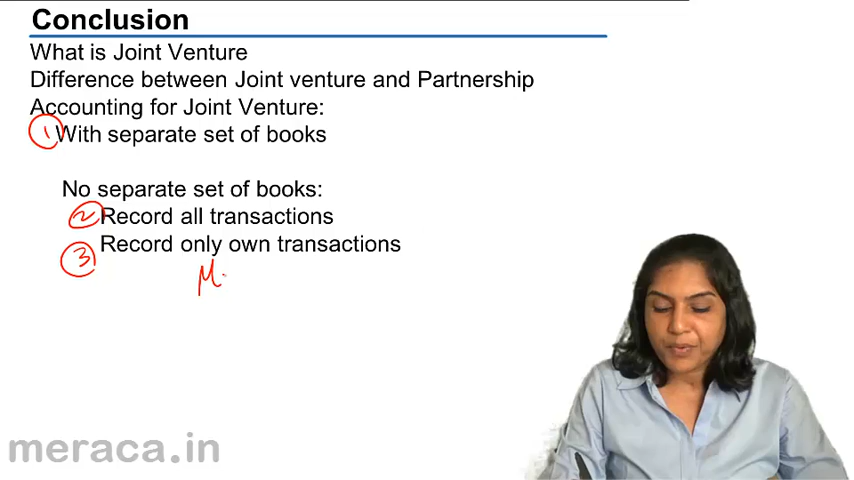 Conclusion
What is Joint Venture
Difference between Joint venture and Partnership
Accounting for Joint Venture:
1 With separate set of books
No separate set of books:
2 Record all transactions
3 Record only own transactions
M
meraca.in